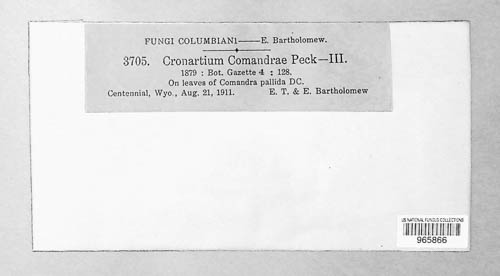 FUNGI COLUMBIANI——E. Bartholomew.
3705. Cronartium Comandrae Peck—III.
1879 : Bot. Gazette 4 : 128.
On leaves of Comandra pallida DC.
Centennial, Wyo., Aug. 21, 1911. E. T. & E. Bartholomew
US NATIONAL FUNGUS COLLECTIONS
965866